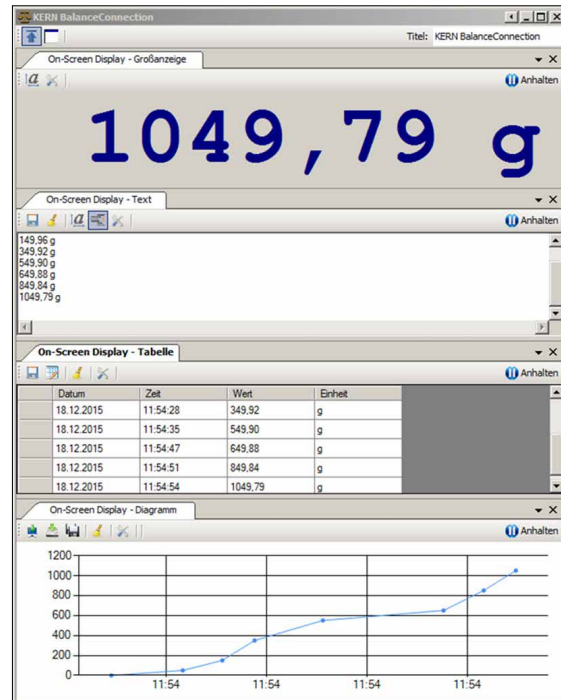 KERN BalanceConnection
Titel: KERN BalanceConnection
On-Screen Display - Großanzeige
Anhalten
1049,79 g
On-Screen Display - Text
Anhalten
149,96 g
349,92 g
549,90 g
649,88 g
849,84 g
1049,79 g
On-Screen Display - Tabelle
Anhalten
Datum Zeit Wert Einheit
18.12.2015 11:54:28 349,92 g
18.12.2015 11:54:35 549,90 g
18.12.2015 11:54:47 649,88 g
18.12.2015 11:54:51 849,84 g
18.12.2015 11:54:54 1049,79 g
On-Screen Display - Diagramm
Anhalten
1200
1000
800
600
400
200
0
11:54 11:54 11:54 11:54